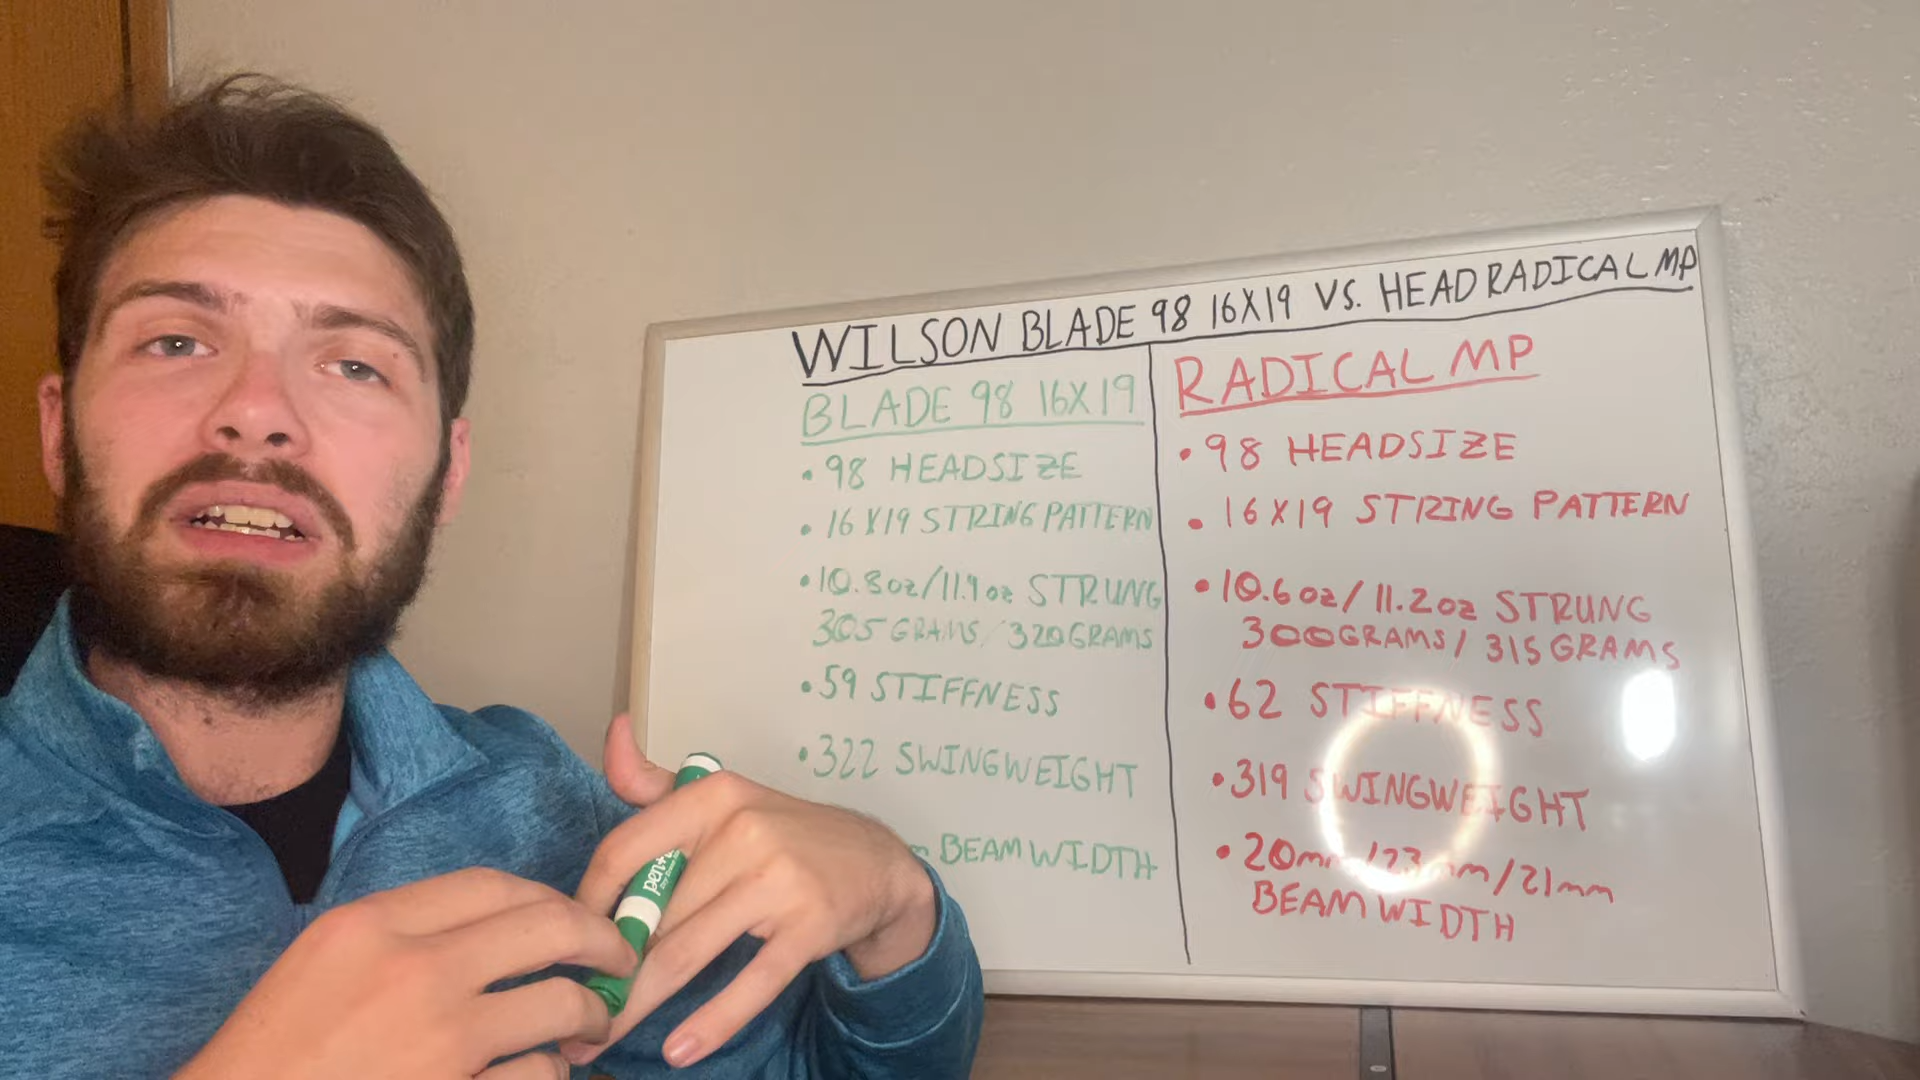 WILSON BLADE 98 16X19 VS. HEAD RADICAL MP
BLADE 98 16X19
• 98 HEADSIZE
• 16X19 STRING PATTERN
• 10.8oz/11.4oz STRUNG
305 GRAMS/320 GRAMS
• 59 STIFFNESS
• 322 SWINGWEIGHT
BEAM WIDTH
RADICAL MP
• 98 HEADSIZE
• 16X19 STRING PATTERN
• 10.6oz/11.2oz STRUNG
300 GRAMS/315 GRAMS
• 62 STIFFNESS
• 319 SWINGWEIGHT
• 20mm/23mm/21mm
BEAM WIDTH
pen+